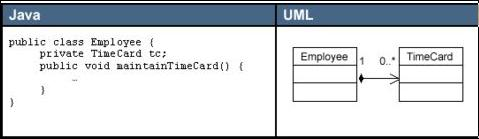 Java
UML
public class Employee {
private TimeCard tc;
public void maintainTimeCard() {
…
}
}
Employee
1
0..*
TimeCard